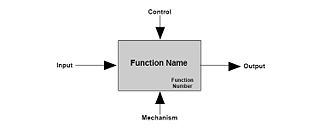 Control
Function Name
Input
Output
Function
Number
Mechanism